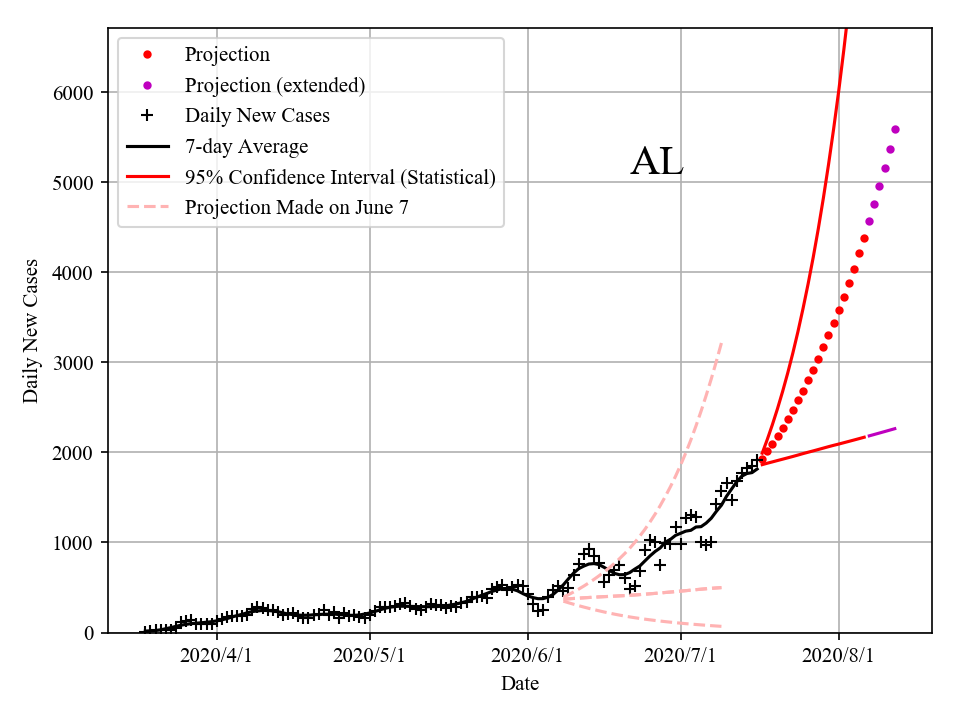 Projection
Projection (extended)
Daily New Cases
7-day Average
95% Confidence Interval (Statistical)
Projection Made on June 7
AL
Daily New Cases
6000
5000
4000
3000
2000
1000
0
2020/4/1 2020/5/1 2020/6/1 2020/7/1 2020/8/1
Date